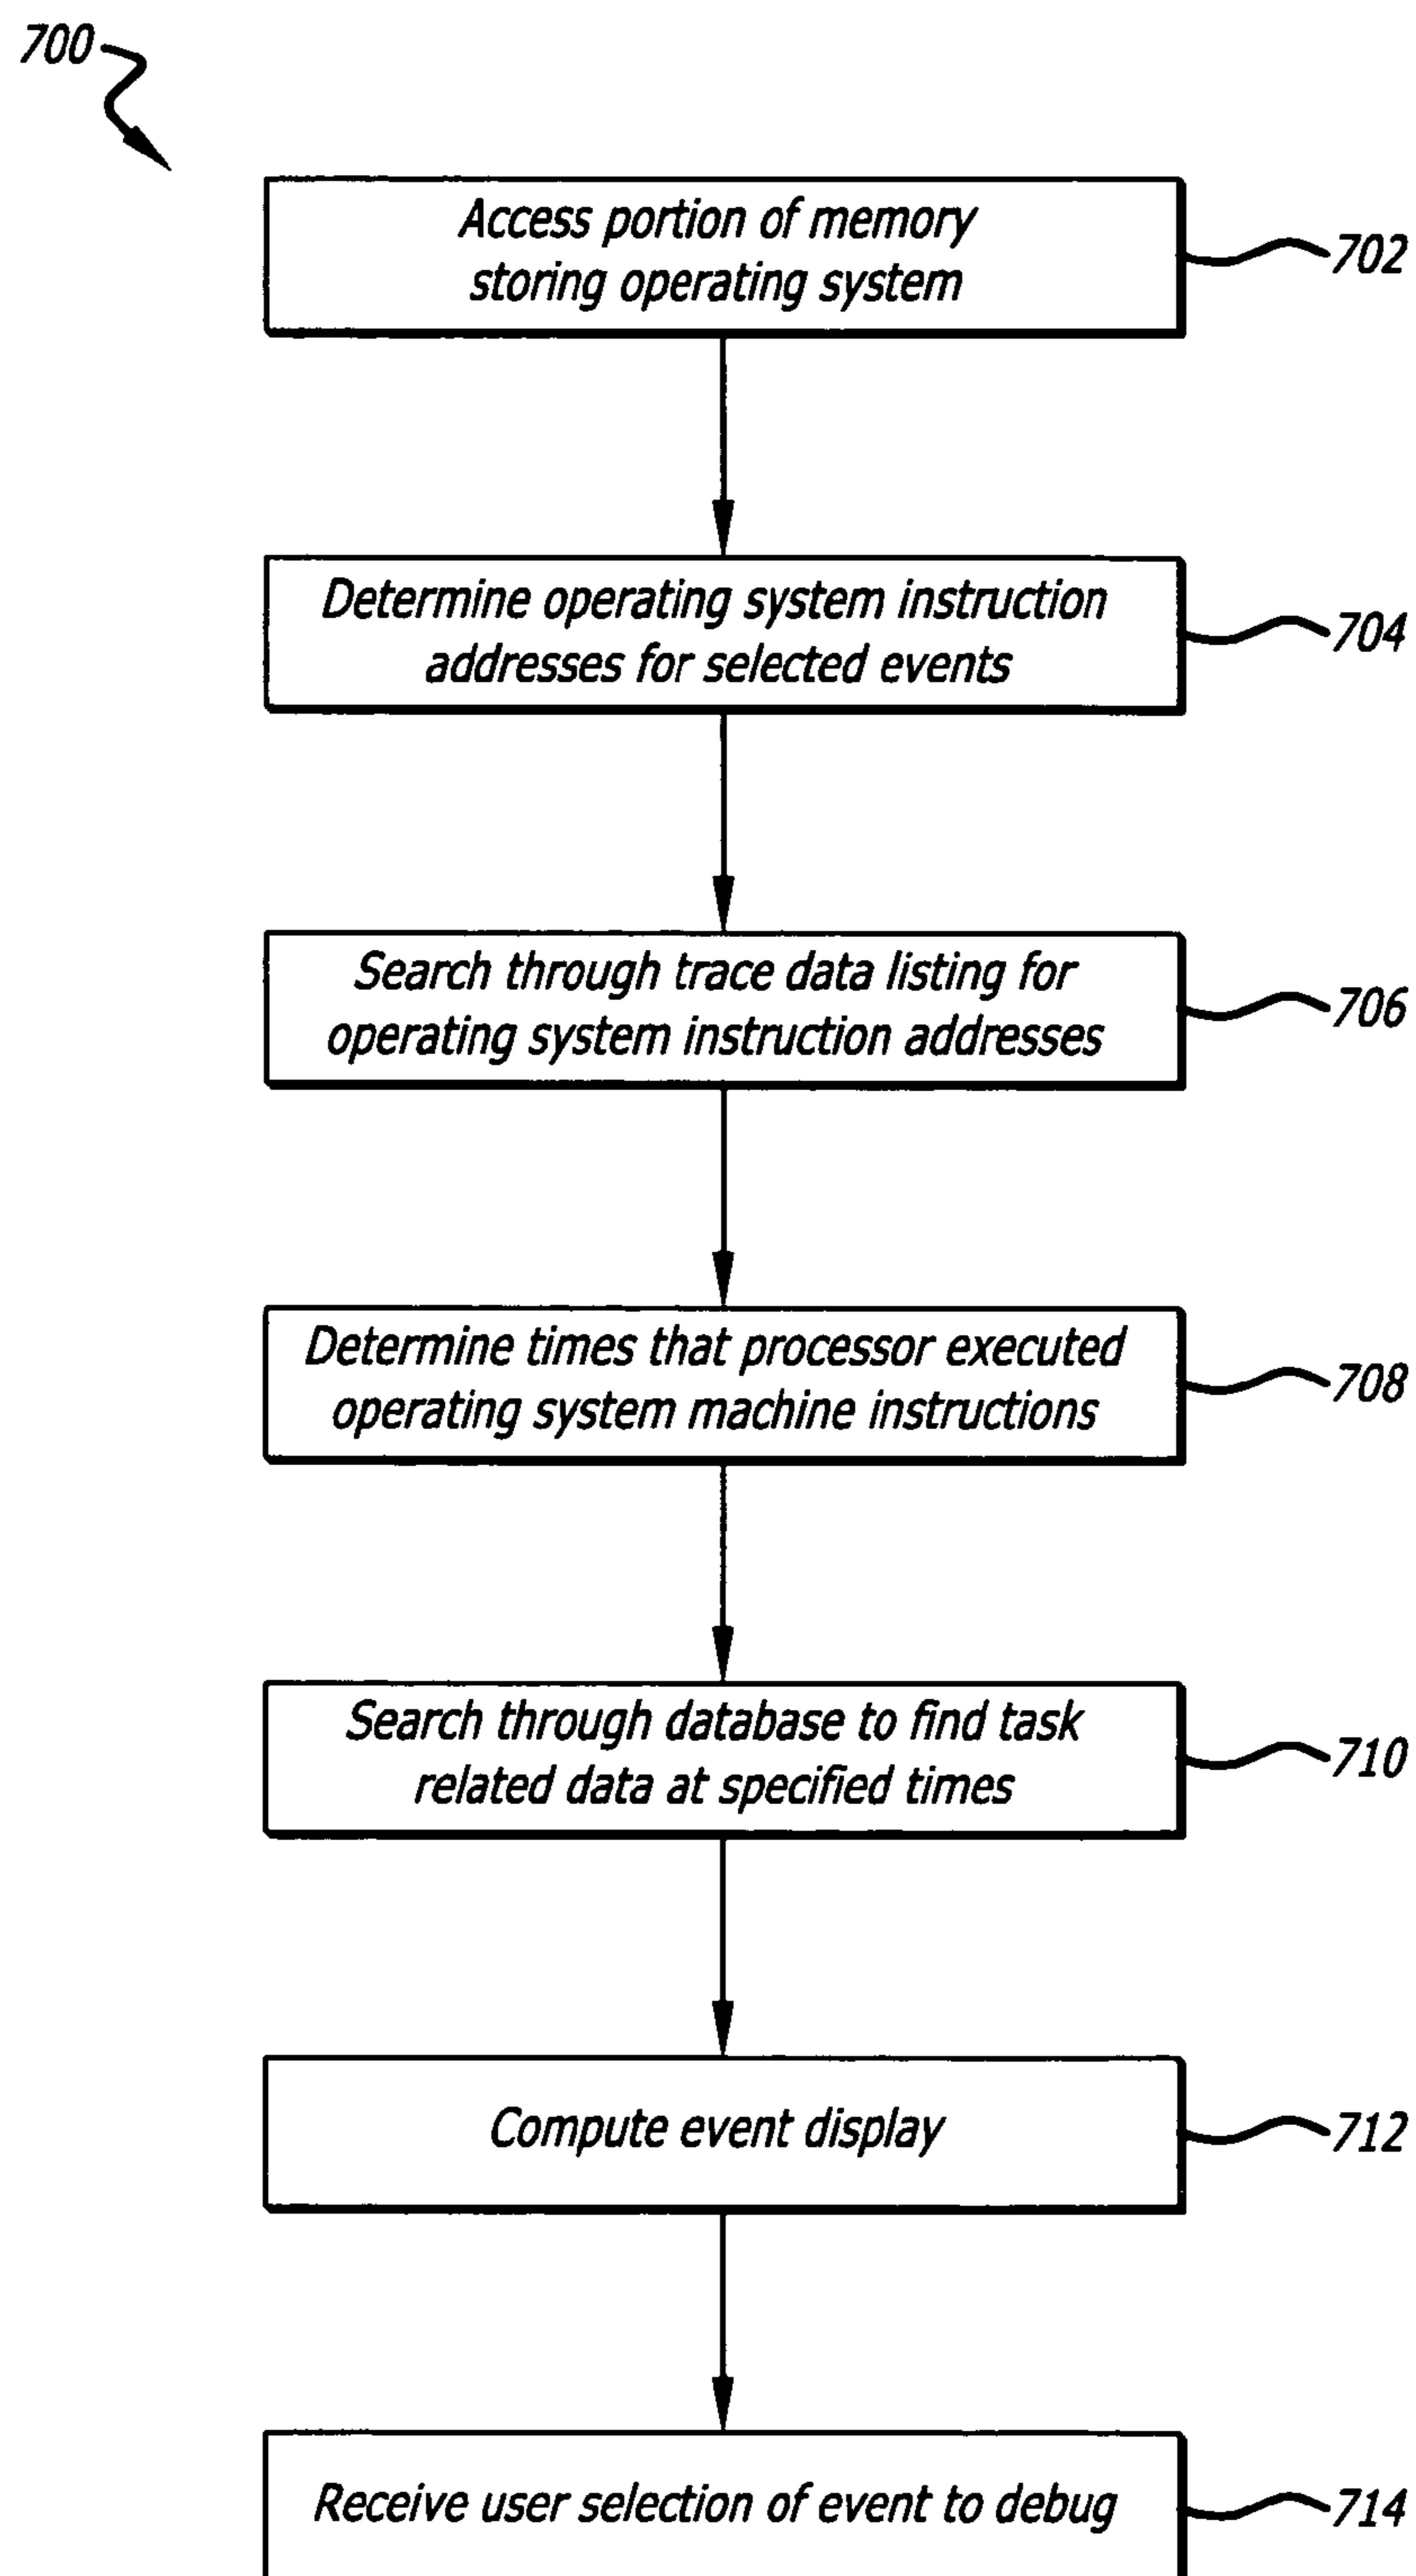 700
Access portion of memory
storing operating system
702
Determine operating system instruction
addresses for selected events
704
Search through trace data listing for
operating system instruction addresses
706
Determine times that processor executed
operating system machine instructions
708
Search through database to find task
related data at specified times
710
Compute event display
712
Receive user selection of event to debug
714